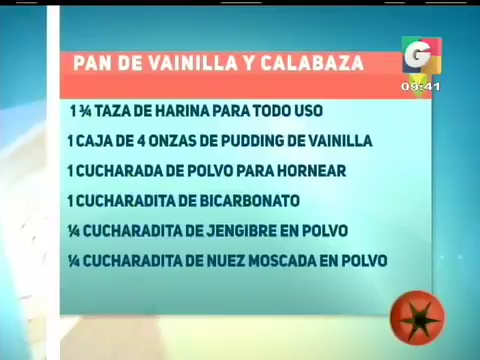 PAN DE VAINILLA Y CALABAZA
G
09:41
1 ¾ TAZA DE HARINA PARA TODO USO
1 CAJA DE 4 ONZAS DE PUDDING DE VAINILLA
1 CUCHARADA DE POLVO PARA HORNEAR
1 CUCHARADITA DE BICARBONATO
¼ CUCHARADITA DE JENGIBRE EN POLVO
¼ CUCHARADITA DE NUEZ MOSCADA EN POLVO